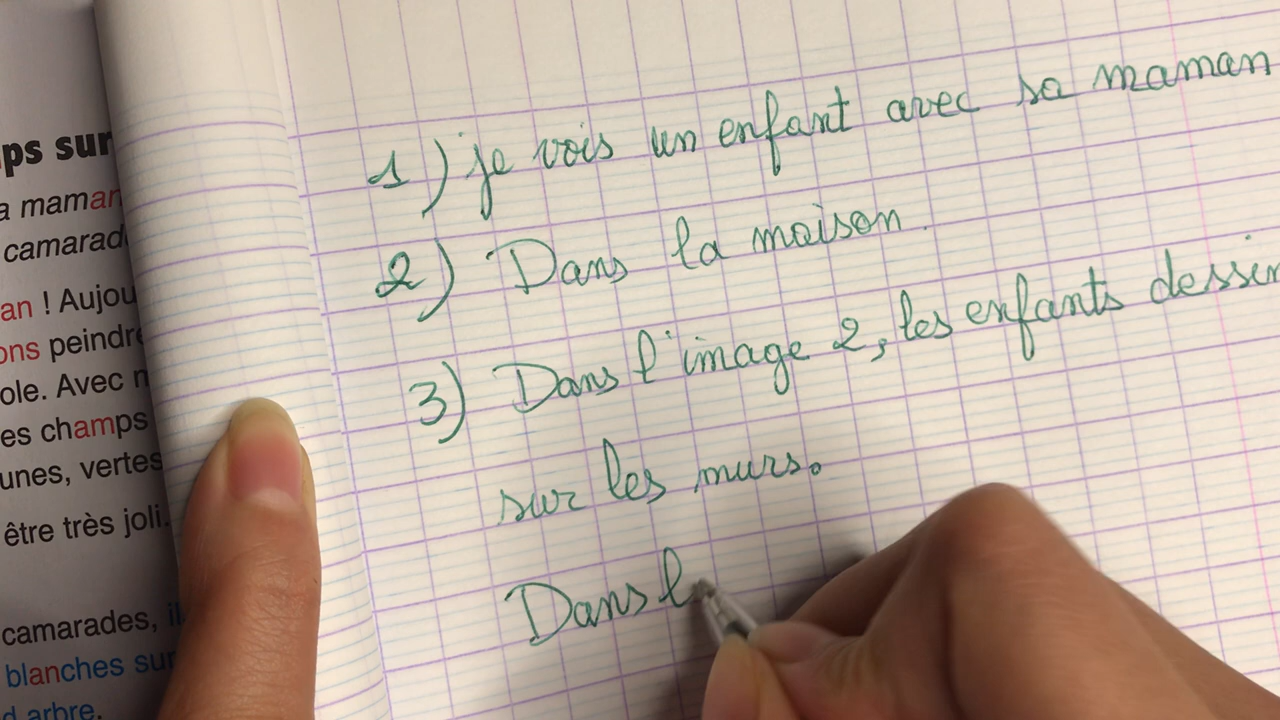 ps sur
a maman
camarad
an ! Aujou
ons peindre
ole. Avec n
es champs
unes, vertes
être très joli.
camarades, il
blanches sur
d arbre.
1) je vois un enfant avec sa maman
2) Dans la maison.
3) Dans l'image 2, les enfants dessin
sur les murs.
Dans l